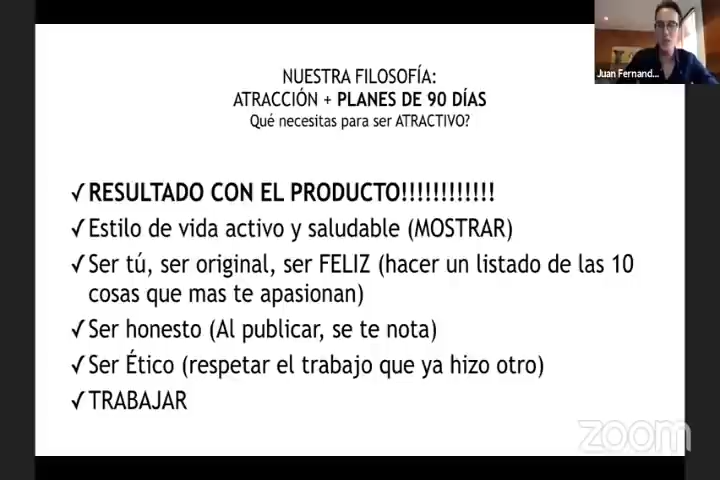 NUESTRA FILOSOFÍA:
ATRACCIÓN + PLANES DE 90 DÍAS
Qué necesitas para ser ATRACTIVO?
✓RESULTADO CON EL PRODUCTO!!!!!!!!!!!!
✓Estilo de vida activo y saludable (MOSTRAR)
✓Ser tú, ser original, ser FELIZ (hacer un listado de las 10
cosas que mas te apasionan)
✓Ser honesto (Al publicar, se te nota)
✓Ser Ético (respetar el trabajo que ya hizo otro)
✓TRABAJAR
Juan Fernand...
zoom